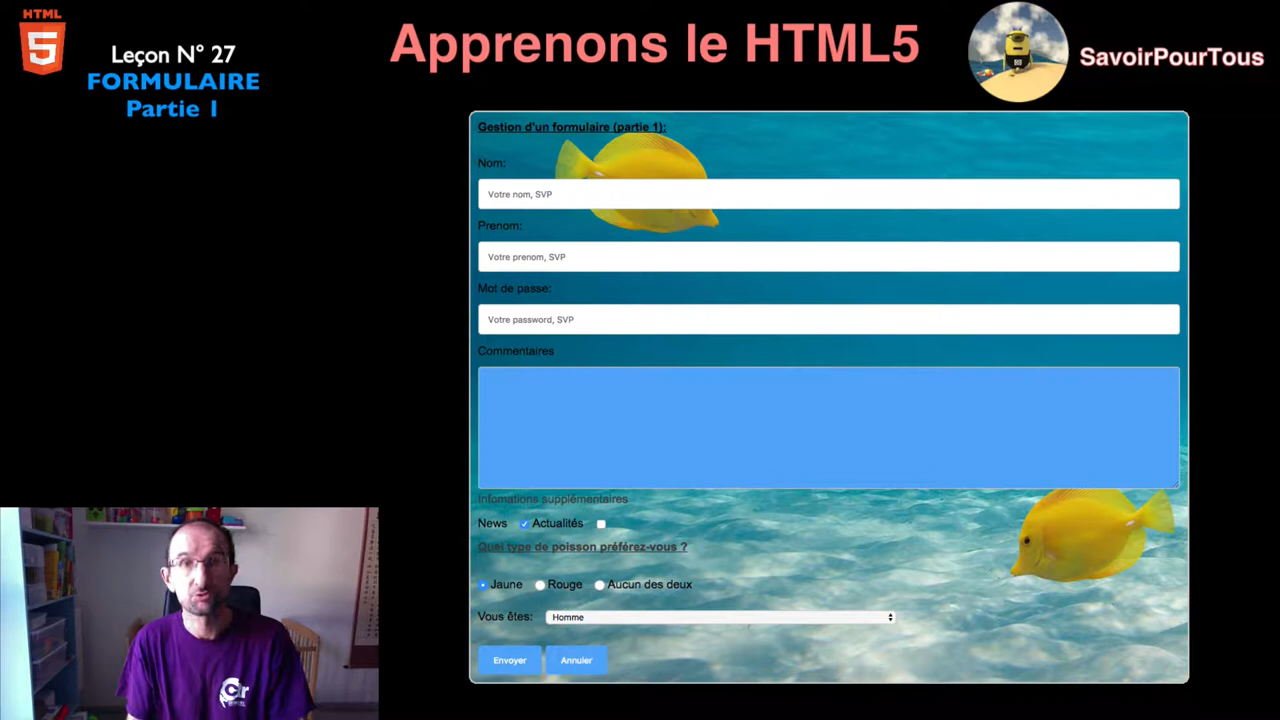 HTML
5
Leçon N° 27
FORMULAIRE
Partie 1
Apprenons le HTML5
SavoirPourTous
Gestion d'un formulaire (partie 1):
Nom:
Votre nom, SVP
Prenom:
Votre prenom, SVP
Mot de passe:
Votre password, SVP
Commentaires
Infomations supplémentaires
News Actualités
Quel type de poisson préférez-vous ?
Jaune Rouge Aucun des deux
Vous êtes: Homme
Envoyer Annuler